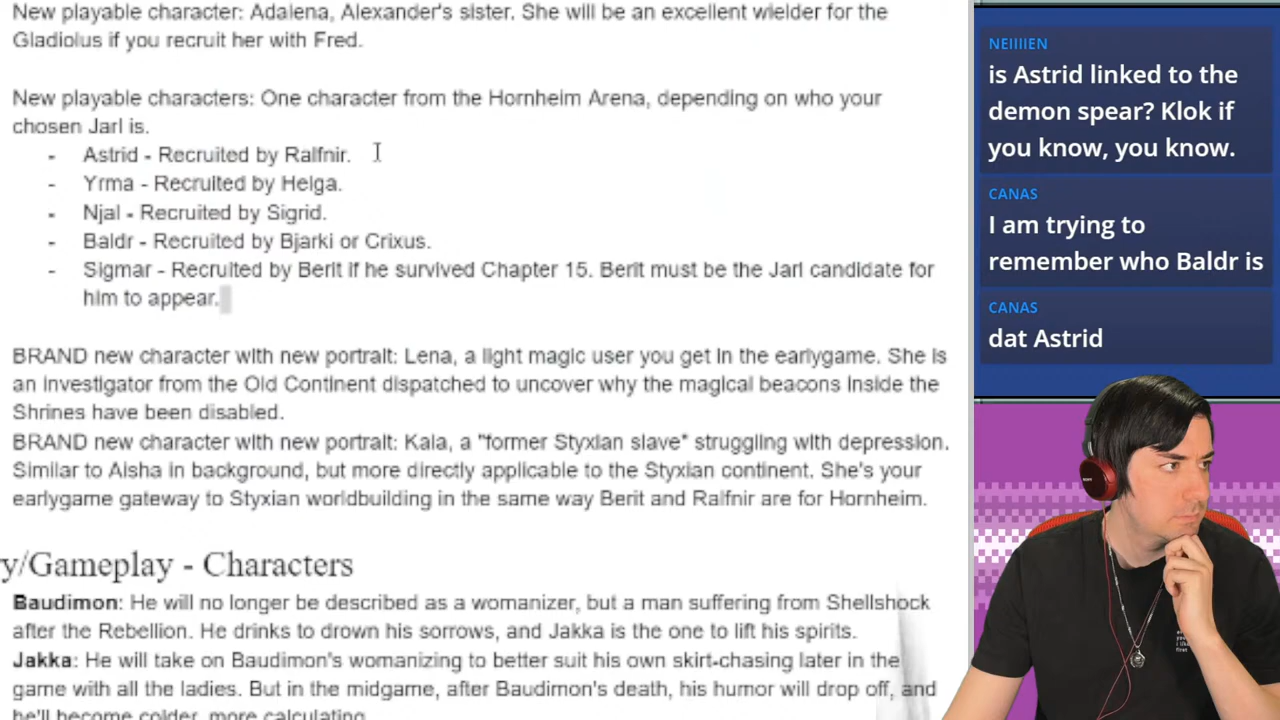 New playable character: Adalena, Alexander's sister. She will be an excellent wielder for the
Gladiolus if you recruit her with Fred.
New playable characters: One character from the Hornheim Arena, depending on who your
chosen Jarl is.
- Astrid - Recruited by Ralfnir.
- Yrma - Recruited by Helga.
- Njal - Recruited by Sigrid.
- Baldr - Recruited by Bjarki or Crixus.
- Sigmar - Recruited by Berit if he survived Chapter 15. Berit must be the Jarl candidate for
him to appear.
BRAND new character with new portrait: Lena, a light magic user you get in the earlygame. She is
an investigator from the Old Continent dispatched to uncover why the magical beacons inside the
Shrines have been disabled.
BRAND new character with new portrait: Kala, a "former Styxian slave" struggling with depression.
Similar to Aisha in background, but more directly applicable to the Styxian continent. She's your
earlygame gateway to Styxian worldbuilding in the same way Berit and Ralfnir are for Hornheim.
y/Gameplay - Characters
Baudimon: He will no longer be described as a womanizer, but a man suffering from Shellshock
after the Rebellion. He drinks to drown his sorrows, and Jakka is the one to lift his spirits.
Jakka: He will take on Baudimon's womanizing to better suit his own skirt-chasing later in the
game with all the ladies. But in the midgame, after Baudimon's death, his humor will drop off, and
he'll become colder, more calculating
NEIIIIEN
is Astrid linked to the
demon spear? Klok if
you know, you know.
CANAS
I am trying to
remember who Baldr is
CANAS
dat Astrid